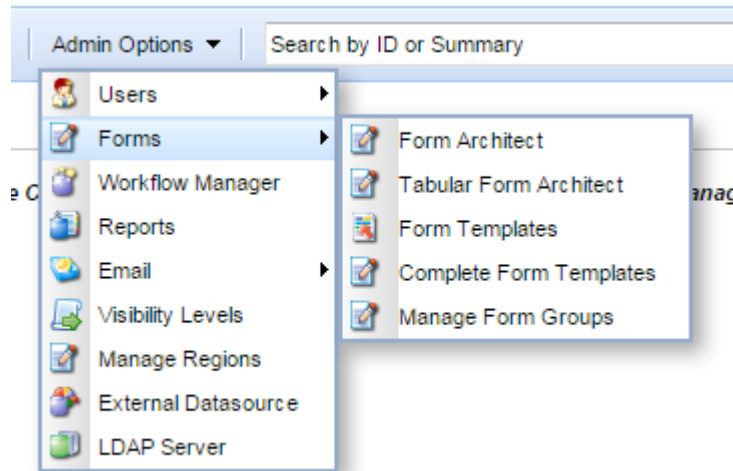 Admin Options
Search by ID or Summary
Users
Forms
Workflow Manager
Reports
Email
Visibility Levels
Manage Regions
External Datasource
LDAP Server
Form Architect
Tabular Form Architect
Form Templates
Complete Form Templates
Manage Form Groups